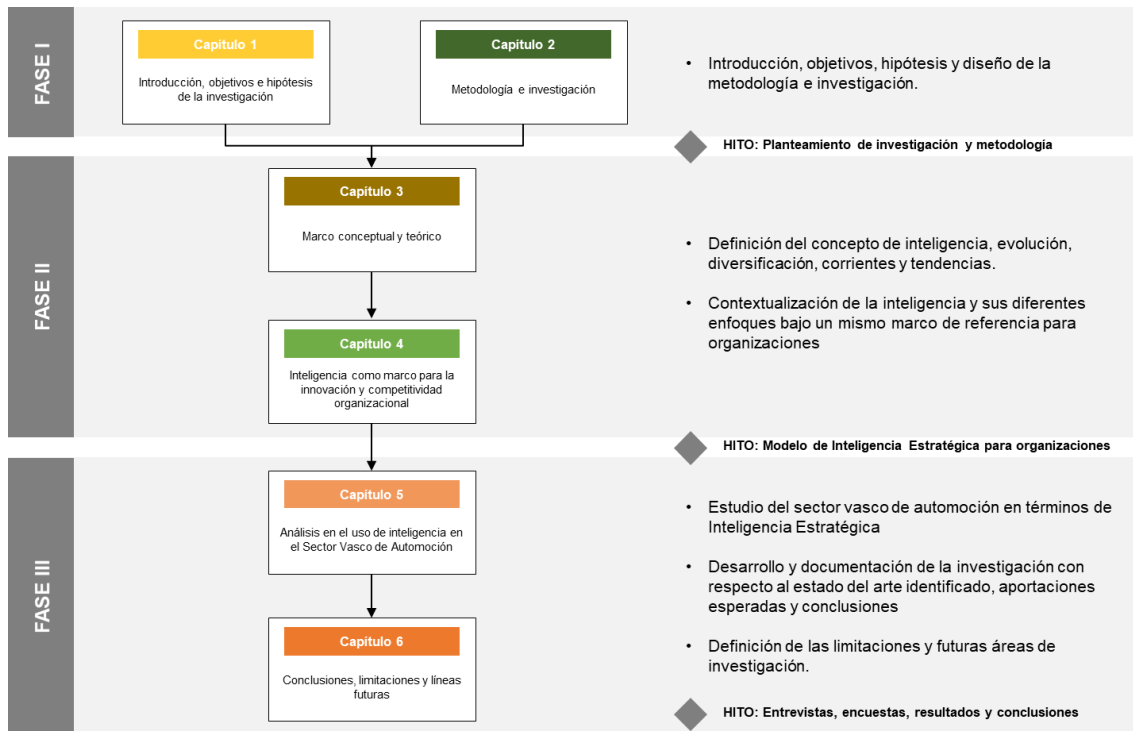 FASE I
Capítulo 1
Introducción, objetivos e hipótesis
de la investigación
Capítulo 2
Metodología e investigación
• Introducción, objetivos, hipótesis y diseño de la
metodología e investigación.
HITO: Planteamiento de investigación y metodología
FASE II
Capítulo 3
Marco conceptual y teórico
Capítulo 4
Inteligencia como marco para la
innovación y competitividad
organizacional
• Definición del concepto de inteligencia, evolución,
diversificación, corrientes y tendencias.
• Contextualización de la inteligencia y sus diferentes
enfoques bajo un mismo marco de referencia para
organizaciones
HITO: Modelo de Inteligencia Estratégica para organizaciones
FASE III
Capítulo 5
Análisis en el uso de inteligencia en
el Sector Vasco de Automoción
Capítulo 6
Conclusiones, limitaciones y líneas
futuras
• Estudio del sector vasco de automoción en términos de
Inteligencia Estratégica
• Desarrollo y documentación de la investigación con
respecto al estado del arte identificado, aportaciones
esperadas y conclusiones
• Definición de las limitaciones y futuras áreas de
investigación.
HITO: Entrevistas, encuestas, resultados y conclusiones